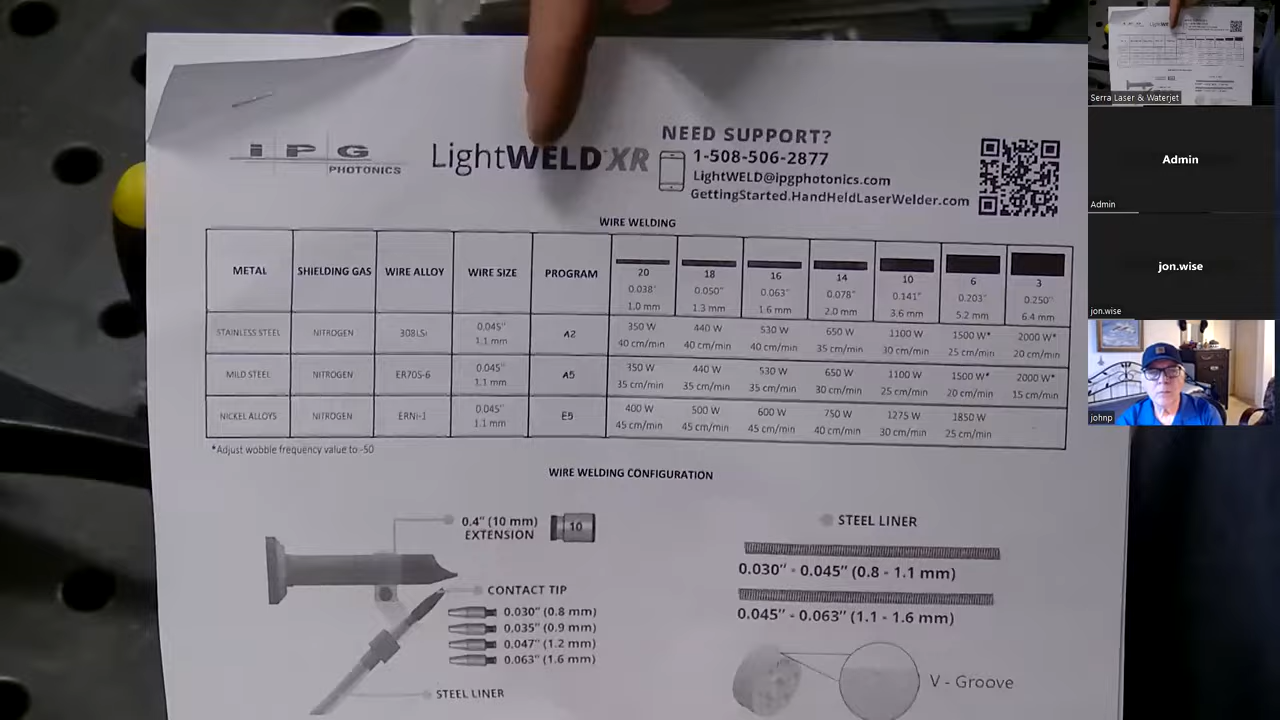 IPG
PHOTONICS
LightWELD XR
NEED SUPPORT?
1-508-506-2877
LightWELD@ipgphotonics.com
GettingStarted.HandHeldLaserWelder.com
WIRE WELDING
METAL SHIELDING GAS WIRE ALLOY WIRE SIZE PROGRAM
20 18 16 14 10 6 3
0.038" 0.050" 0.063" 0.078" 0.141" 0.203" 0.250"
1.0 mm 1.3 mm 1.6 mm 2.0 mm 3.6 mm 5.2 mm 6.4 mm
STAINLESS STEEL NITROGEN 308LSi 0.045" A2 350 W 440 W 530 W 650 W 1100 W 1500 W* 2000 W*
1.1 mm 40 cm/min 40 cm/min 40 cm/min 35 cm/min 30 cm/min 25 cm/min 20 cm/min
MILD STEEL NITROGEN ER70S-6 0.045" A5 350 W 440 W 530 W 650 W 1100 W 1500 W* 2000 W*
1.1 mm 35 cm/min 35 cm/min 35 cm/min 30 cm/min 25 cm/min 20 cm/min 15 cm/min
NICKEL ALLOYS NITROGEN ERNi-1 0.045" E5 400 W 500 W 600 W 750 W 1275 W 1850 W
1.1 mm 45 cm/min 45 cm/min 45 cm/min 40 cm/min 30 cm/min 25 cm/min
*Adjust wobble frequency value to -50
WIRE WELDING CONFIGURATION
0.4" (10 mm)
EXTENSION
10
CONTACT TIP
0.030" (0.8 mm)
0.035" (0.9 mm)
0.047" (1.2 mm)
0.063" (1.6 mm)
STEEL LINER
STEEL LINER
0.030" - 0.045" (0.8 - 1.1 mm)
0.045" - 0.063" (1.1 - 1.6 mm)
V - Groove
Serra Laser & Waterjet
Admin
Admin
jon.wise
jon.wise
johnp